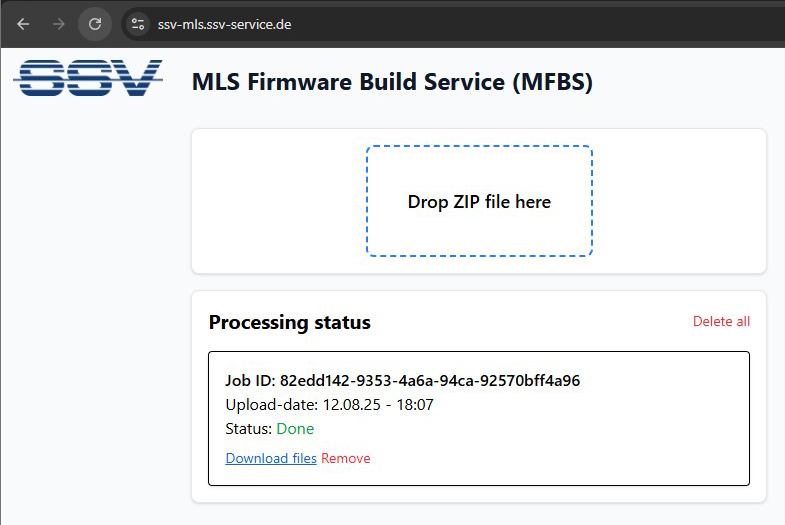 ssv-mls.ssv-service.de
SSV
MLS Firmware Build Service (MFBS)
Drop ZIP file here
Processing status
Delete all
Job ID: 82edd142-9353-4a6a-94ca-92570bff4a96
Upload-date: 12.08.25 - 18:07
Status: Done
Download files Remove